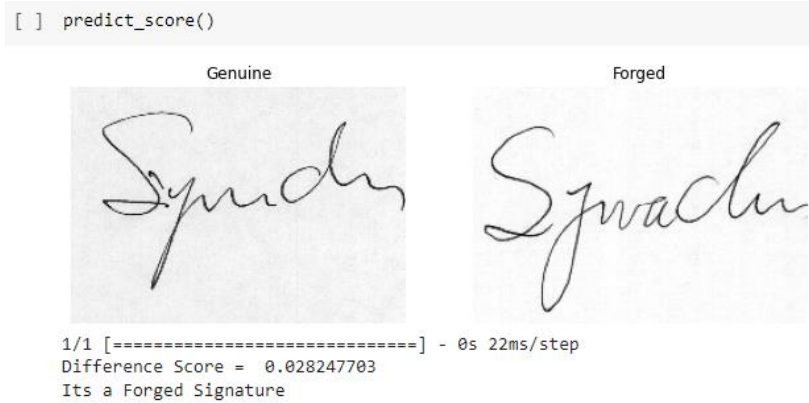 [ ] predict_score()
Genuine Forged
1/1 [==============================] - 0s 22ms/step
Difference Score =  0.028247703
Its a Forged Signature